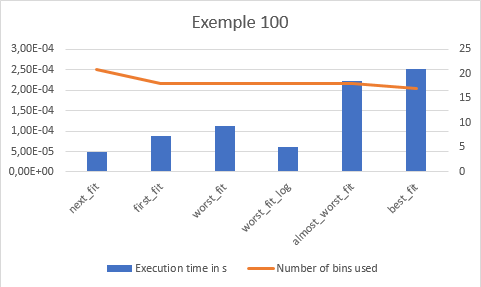 Exemple 100
3,00E-04
2,50E-04
2,00E-04
1,50E-04
1,00E-04
5,00E-05
0,00E+00
25
20
15
10
5
0
next_fit
first_fit
worst_fit
worst_fit_log
almost_worst_fit
best_fit
Execution time in s
Number of bins used